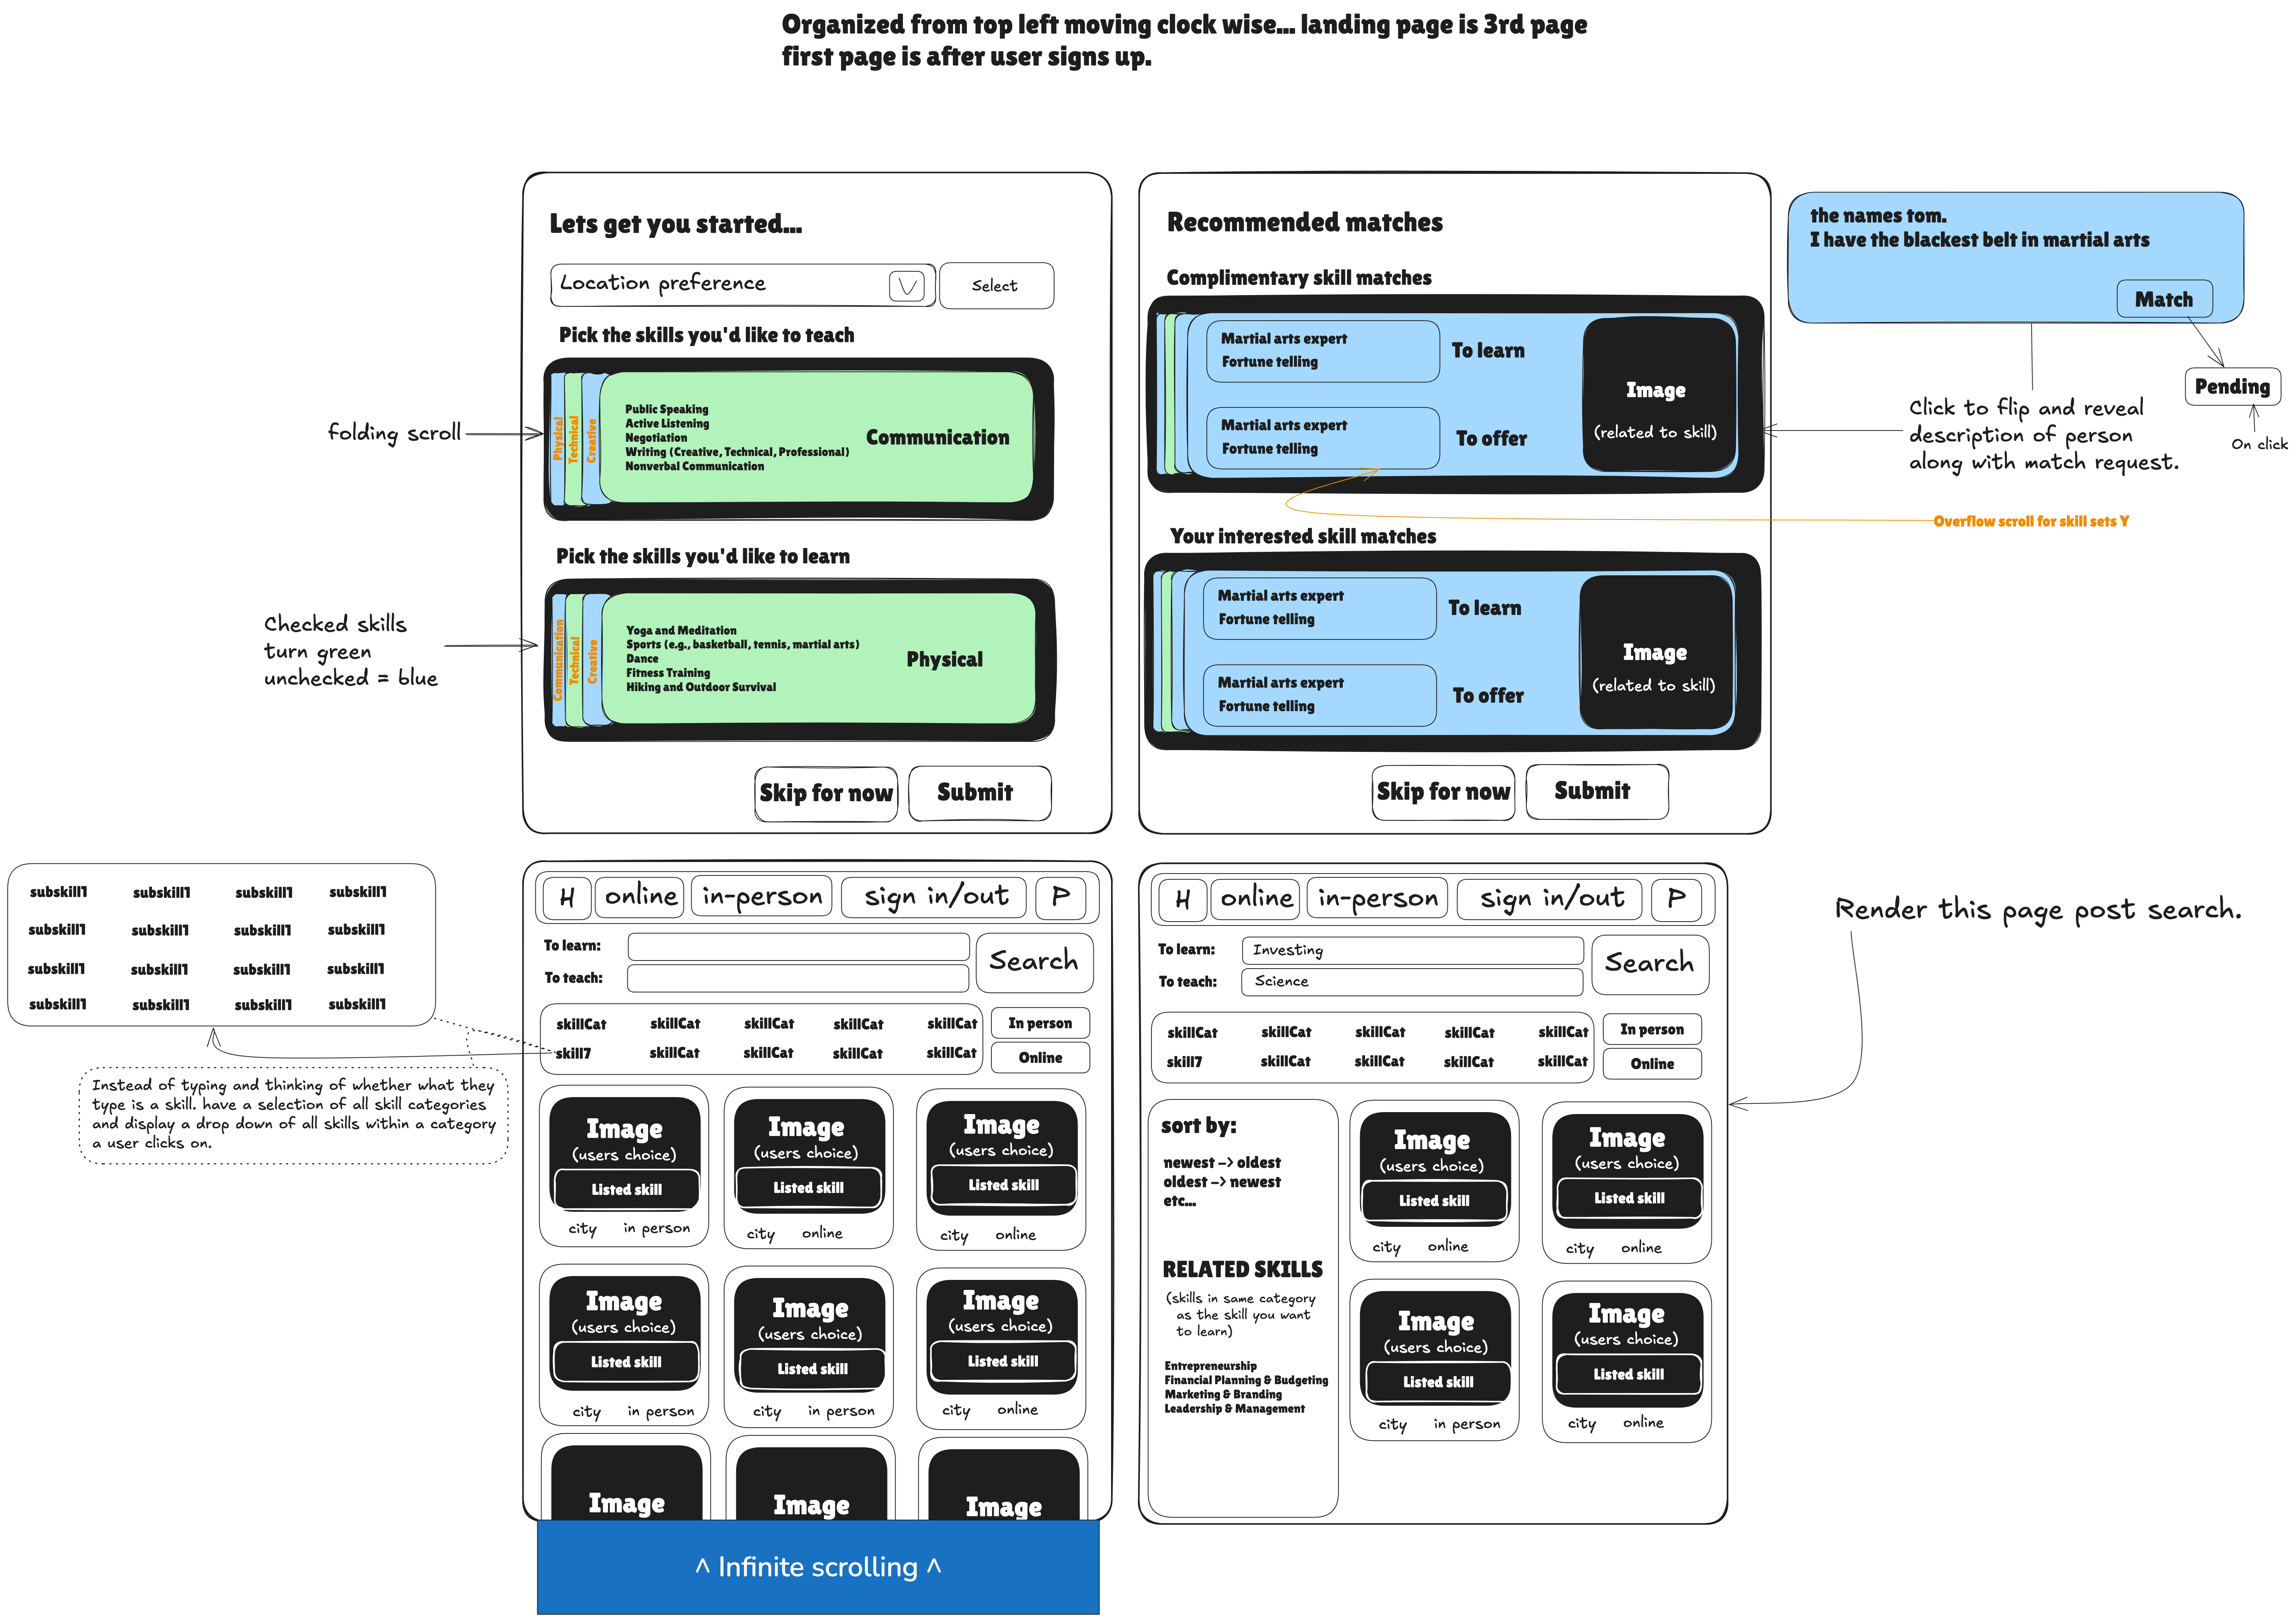 Organized from top left moving clock wise... landing page is 3rd page
first page is after user signs up.
Lets get you started...
Location preference
V
Select
Pick the skills you'd like to teach
folding scroll
Physical
Technical
Creative
Public Speaking
Active Listening
Negotiation
Writing (Creative, Technical, Professional)
Nonverbal Communication
Communication
Pick the skills you'd like to learn
Checked skills
turn green
unchecked = blue
Communication
Technical
Creative
Yoga and Meditation
Sports (e.g., basketball, tennis, martial arts)
Dance
Fitness Training
Hiking and Outdoor Survival
Physical
Skip for now
Submit
Recommended matches
Complimentary skill matches
Martial arts expert
Fortune telling
To learn
Martial arts expert
Fortune telling
To offer
Image
(related to skill)
the names tom.
I have the blackest belt in martial arts
Match
Pending
On click
Click to flip and reveal
description of person
along with match request.
Overflow scroll for skill sets Y
Your interested skill matches
Martial arts expert
Fortune telling
To learn
Martial arts expert
Fortune telling
To offer
Image
(related to skill)
Skip for now
Submit
subskill1 subskill1 subskill1 subskill1
subskill1 subskill1 subskill1 subskill1
subskill1 subskill1 subskill1 subskill1
subskill1 subskill1 subskill1 subskill1
Instead of typing and thinking of whether what they
type is a skill. have a selection of all skill categories
and display a drop down of all skills within a category
a user clicks on.
H online in-person sign in/out P
To learn:
To teach:
Search
skillCat skillCat skillCat skillCat skillCat
skill7 skillCat skillCat skillCat skillCat
In person
Online
Image Image Image
(users choice) (users choice) (users choice)
Listed skill Listed skill Listed skill
city in person city online city online
Image Image Image
(users choice) (users choice) (users choice)
Listed skill Listed skill Listed skill
city in person city in person city online
Image Image Image
^ Infinite scrolling ^
H online in-person sign in/out P
To learn: Investing
To teach: Science
Search
skillCat skillCat skillCat skillCat skillCat
skill7 skillCat skillCat skillCat skillCat
In person
Online
Render this page post search.
sort by:
newest -> oldest
oldest -> newest
etc...
RELATED SKILLS
(skills in same category
as the skill you want
to learn)
Entrepreneurship
Financial Planning & Budgeting
Marketing & Branding
Leadership & Management
Image Image
(users choice) (users choice)
Listed skill Listed skill
city online city online
Image Image
(users choice) (users choice)
Listed skill Listed skill
city in person city online